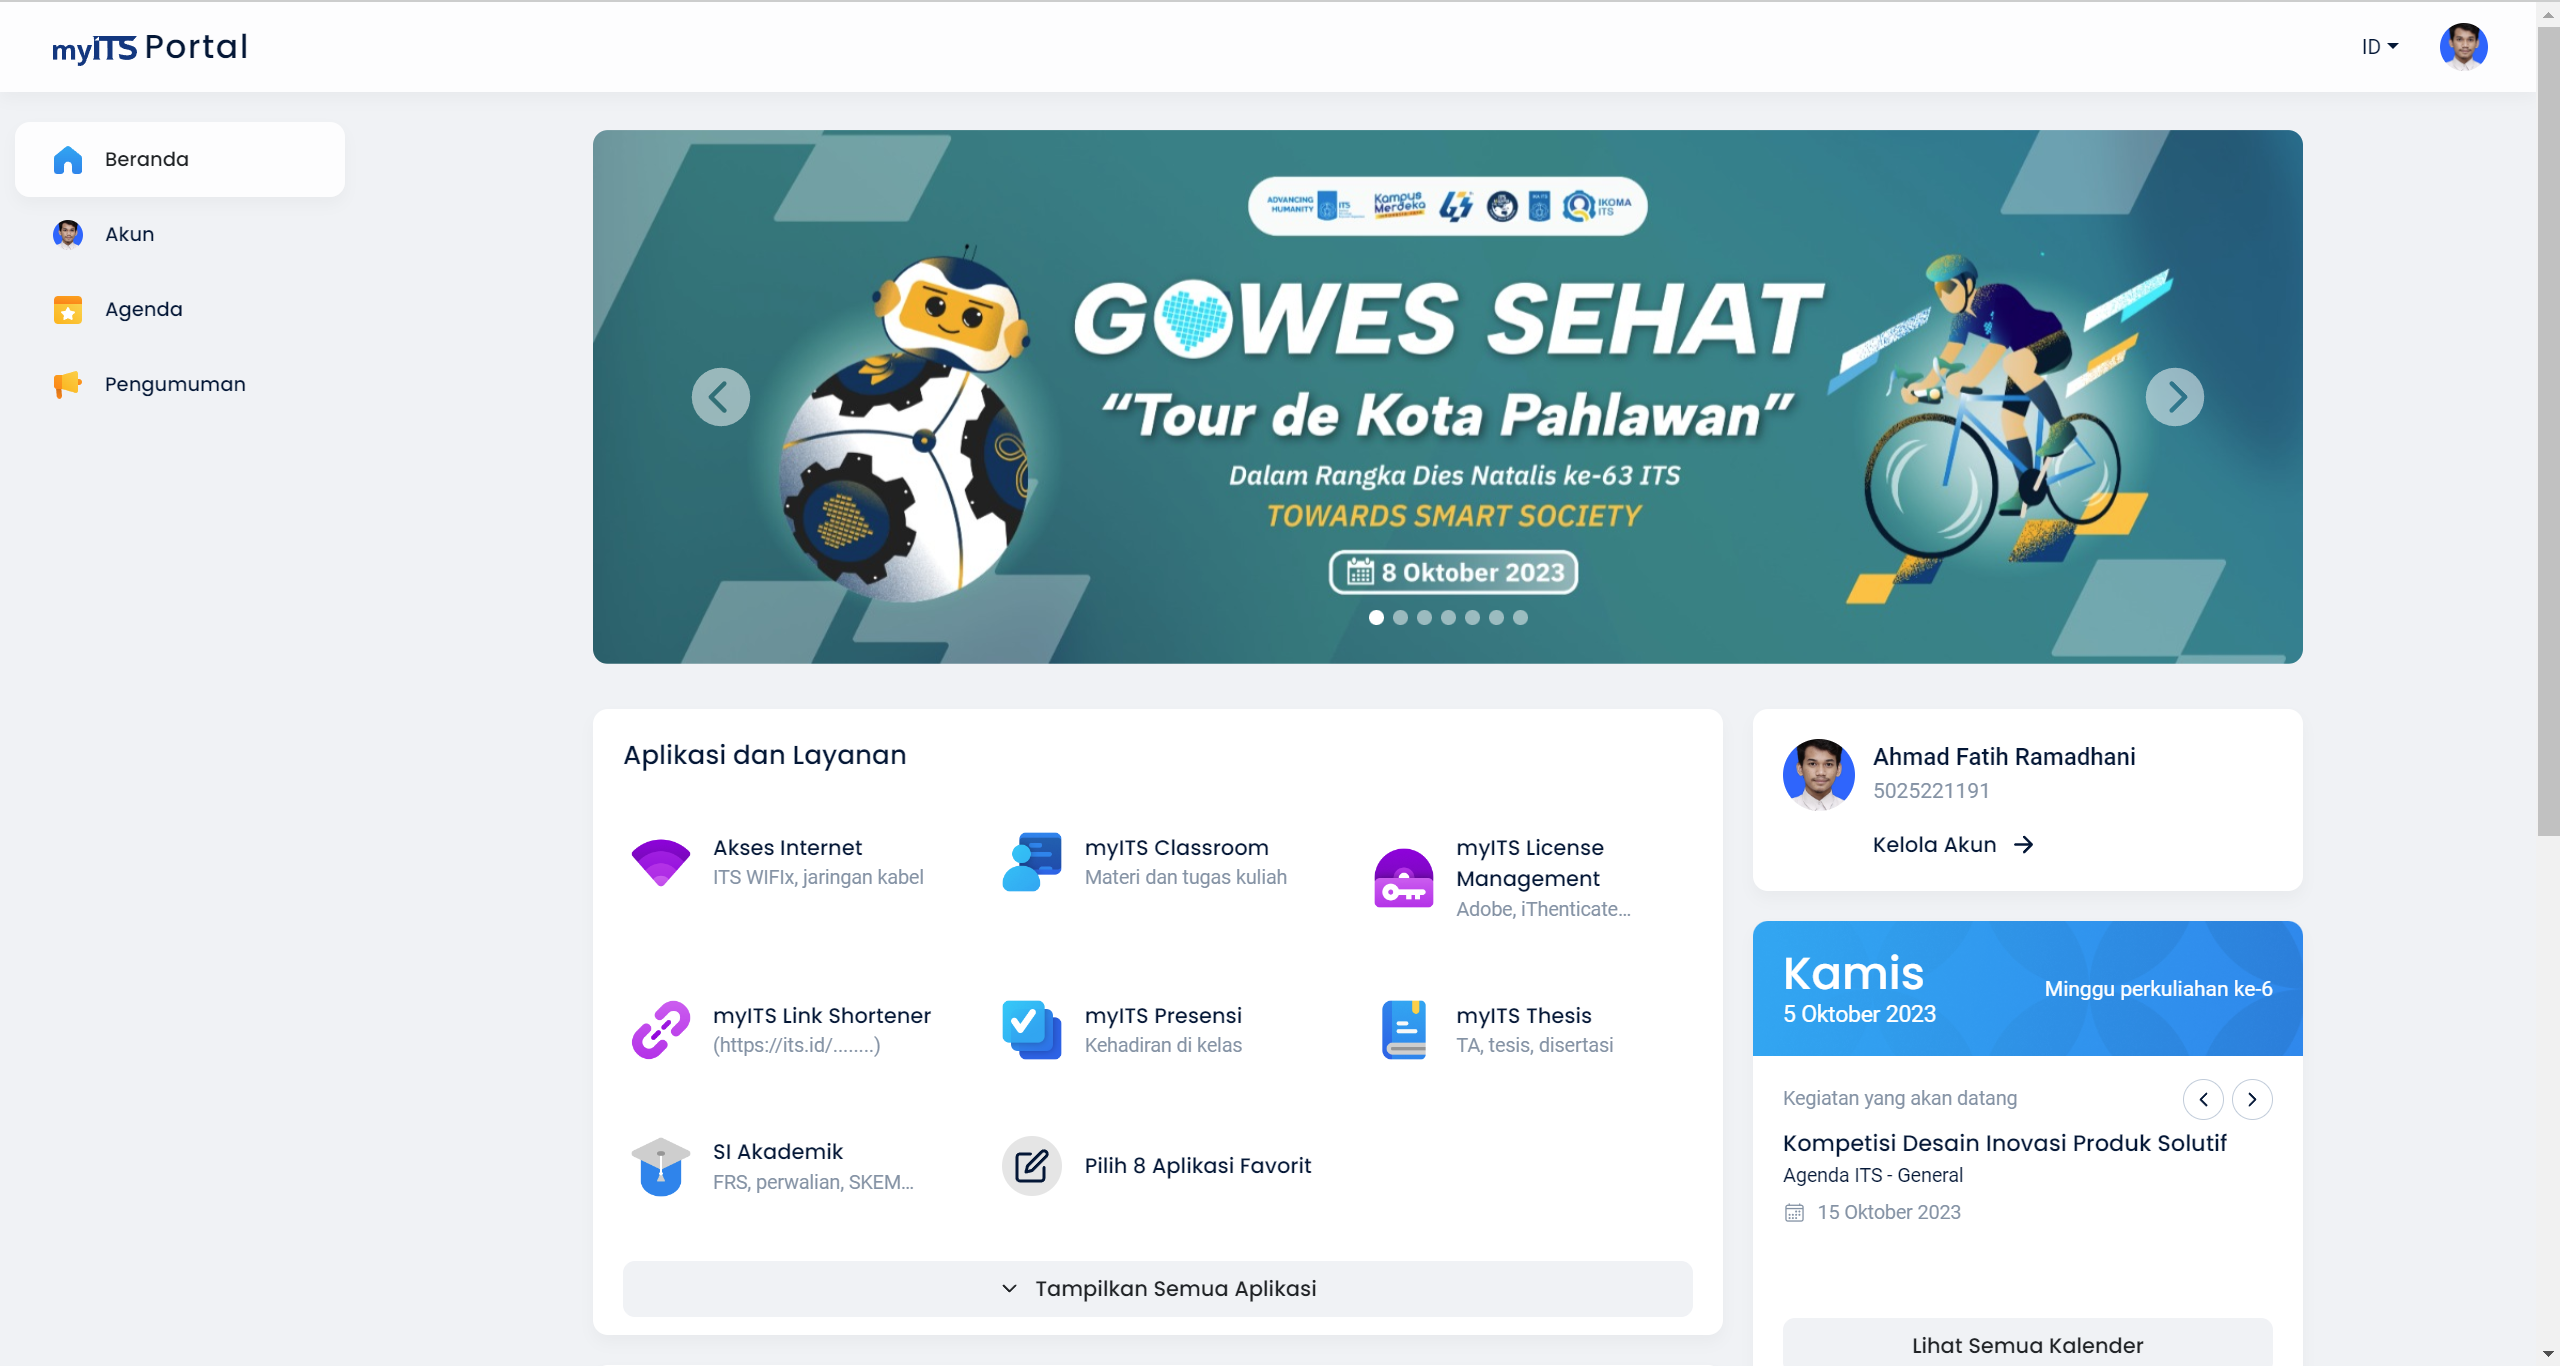 myITS Portal
ID
Beranda
Akun
Agenda
Pengumuman
ADVANCING HUMANITY
ITS
Kampus Merdeka
IKOMA ITS
GOWES SEHAT
“Tour de Kota Pahlawan”
Dalam Rangka Dies Natalis ke-63 ITS
TOWARDS SMART SOCIETY
8 Oktober 2023
Aplikasi dan Layanan
Akses Internet
ITS WIFIx, jaringan kabel
myITS Classroom
Materi dan tugas kuliah
myITS License
Management
Adobe, iThenticate...
myITS Link Shortener
(https://its.id/........)
myITS Presensi
Kehadiran di kelas
myITS Thesis
TA, tesis, disertasi
SI Akademik
FRS, perwalian, SKEM...
Pilih 8 Aplikasi Favorit
Tampilkan Semua Aplikasi
Ahmad Fatih Ramadhani
5025221191
Kelola Akun
Kamis
5 Oktober 2023
Minggu perkuliahan ke-6
Kegiatan yang akan datang
Kompetisi Desain Inovasi Produk Solutif
Agenda ITS - General
15 Oktober 2023
Lihat Semua Kalender